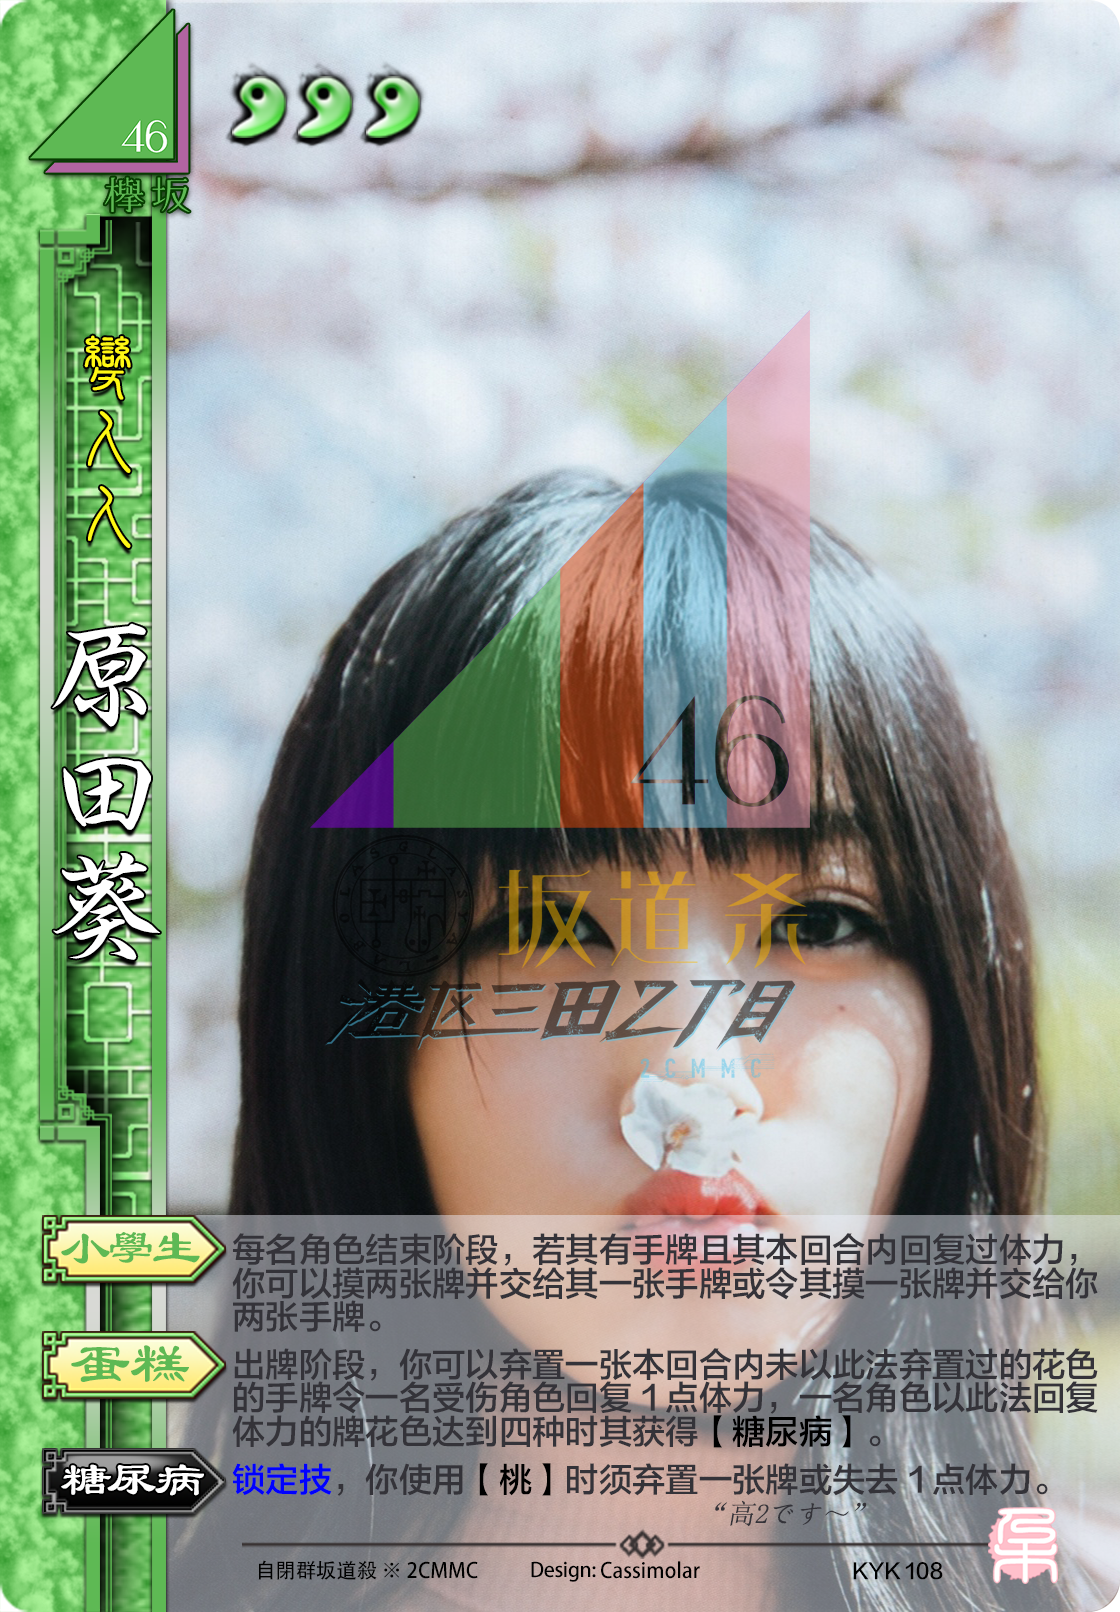 46
欅坂
變人人
原田葵
46
坂道杀
港区三田2丁目
2CMMC
小學生
每名角色结束阶段，若其有手牌且其本回合内回复过体力，
你可以摸两张牌并交给其一张手牌或令其摸一张牌并交给你
两张手牌。
蛋糕
出牌阶段，你可以弃置一张本回合内未以此法弃置过的花色
的手牌令一名受伤角色回复1点体力，一名角色以此法回复
体力的牌花色达到四种时其获得【糖尿病】。
糖尿病
锁定技，你使用【桃】时须弃置一张牌或失去1点体力。
“高2です～”
自閉群坂道殺 ※ 2CMMC
Design: Cassimolar
KYK 108